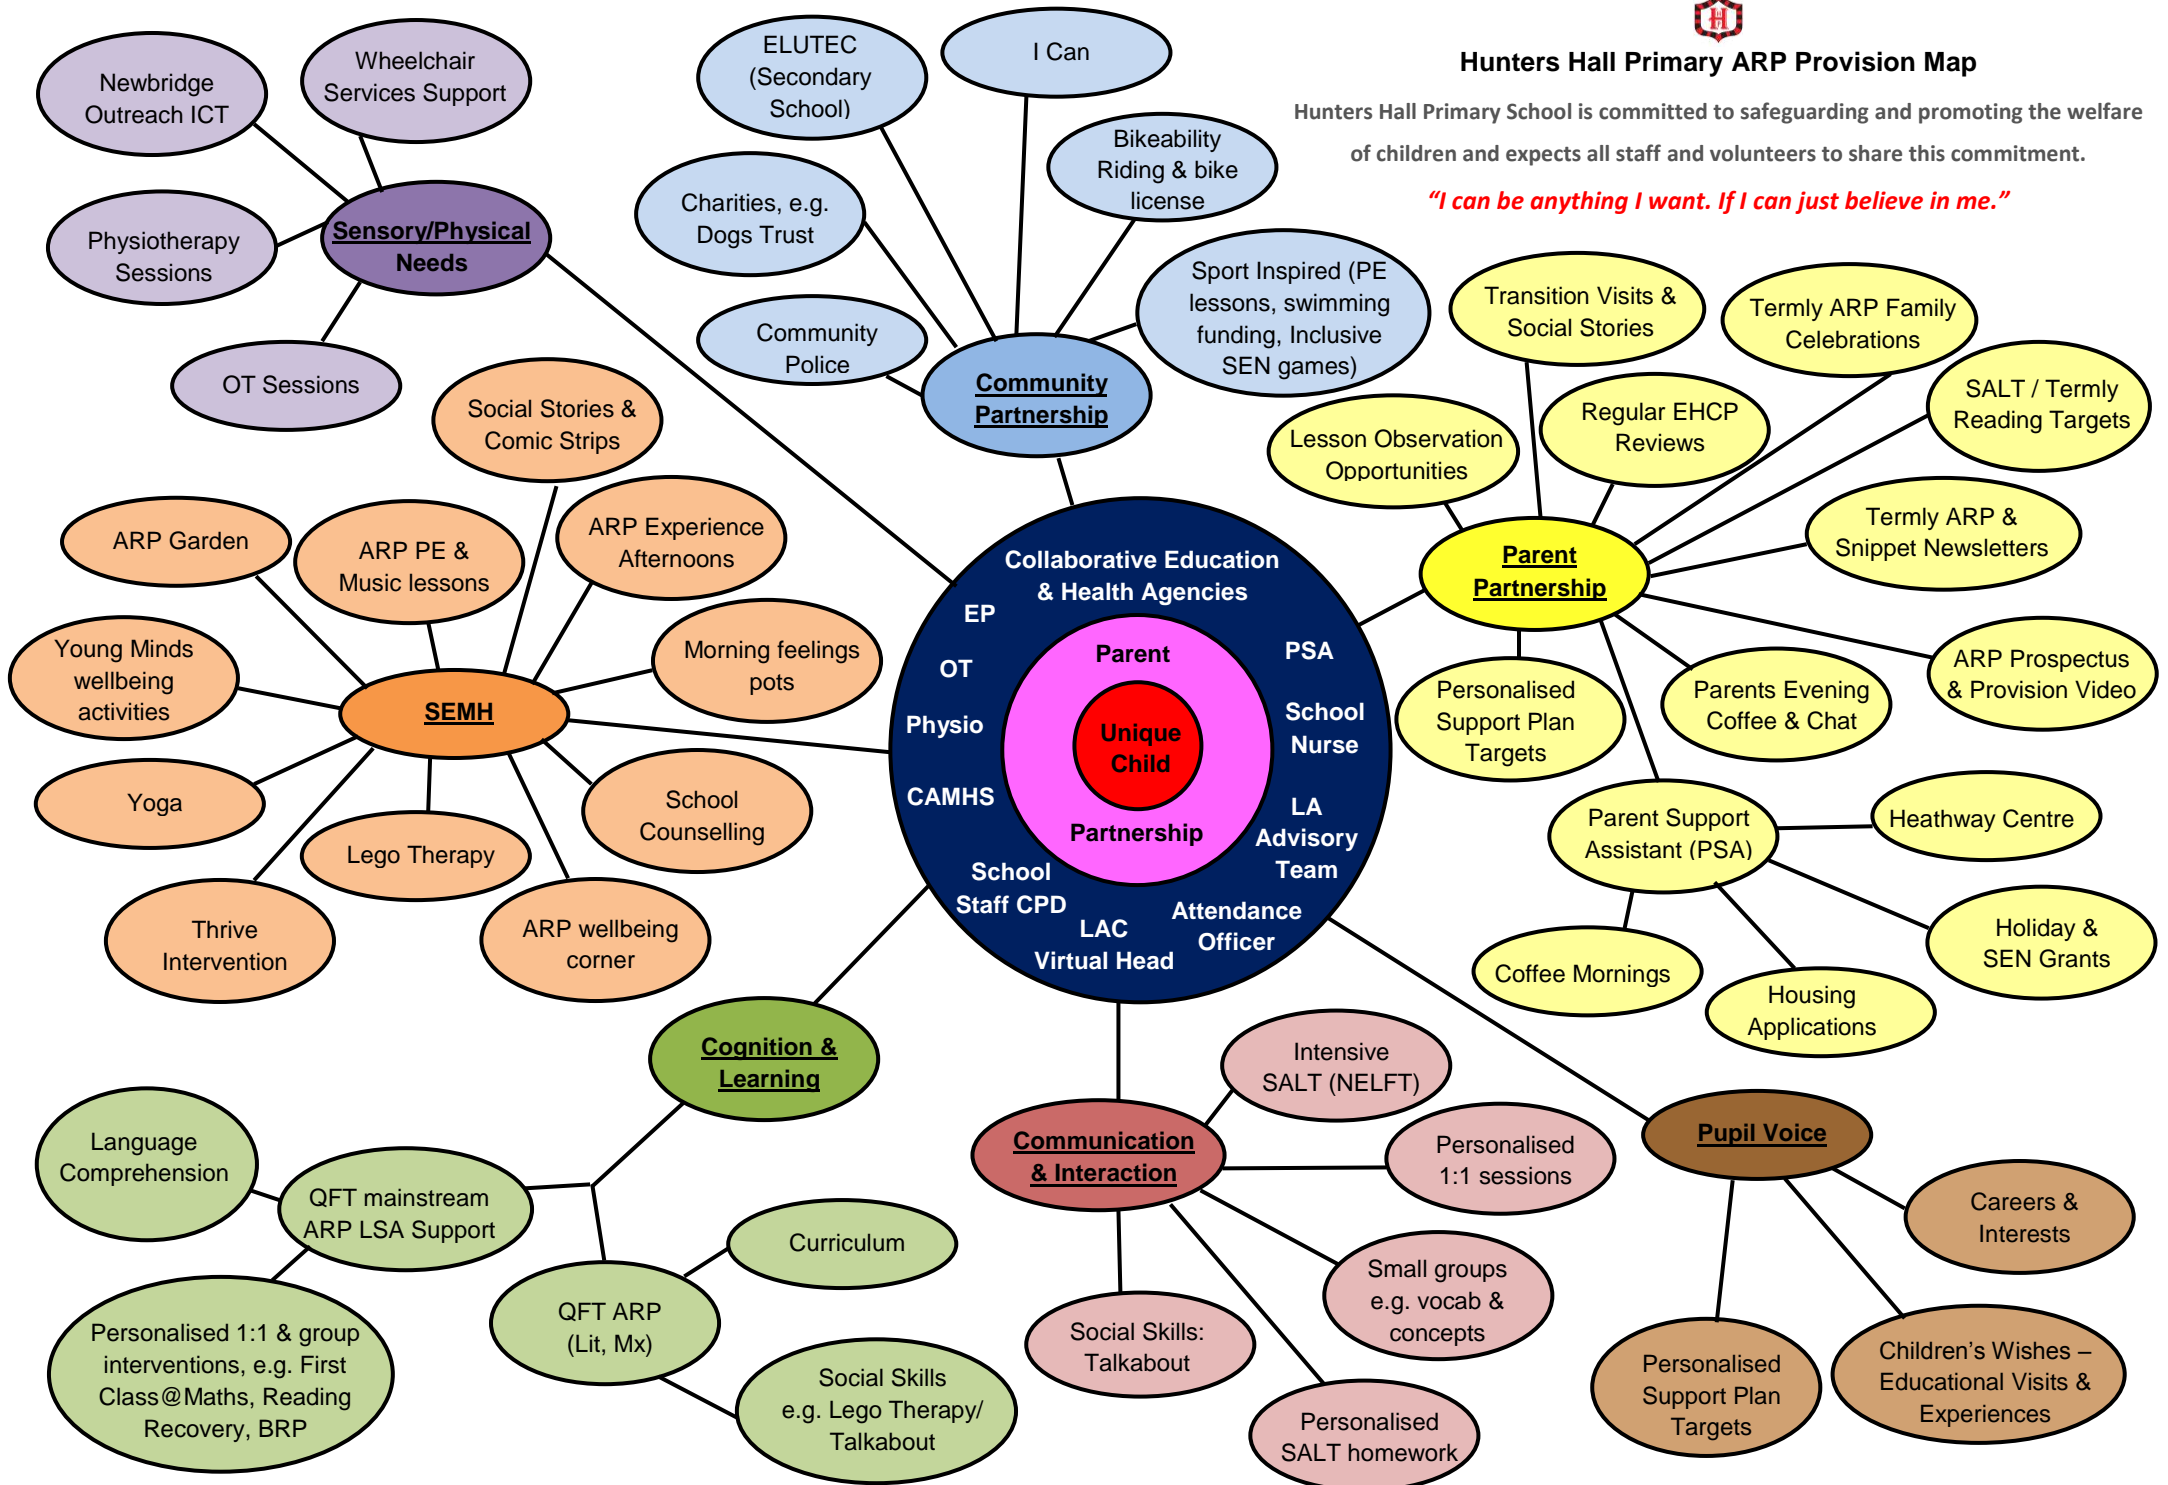 H
Hunters Hall Primary ARP Provision Map
Hunters Hall Primary School is committed to safeguarding and promoting the welfare
of children and expects all staff and volunteers to share this commitment.
“I can be anything I want. If I can just believe in me.”
Newbridge
Outreach ICT
Wheelchair
Services Support
Physiotherapy
Sessions
OT Sessions
Sensory/Physical
Needs
ELUTEC
(Secondary
School)
I Can
Bikeability
Riding & bike
license
Charities, e.g.
Dogs Trust
Community
Police
Sport Inspired (PE
lessons, swimming
funding, Inclusive
SEN games)
Community
Partnership
Transition Visits &
Social Stories
Termly ARP Family
Celebrations
SALT / Termly
Reading Targets
Regular EHCP
Reviews
Lesson Observation
Opportunities
Termly ARP &
Snippet Newsletters
Parent
Partnership
ARP Prospectus
& Provision Video
Personalised
Support Plan
Targets
Parents Evening
Coffee & Chat
Parent Support
Assistant (PSA)
Heathway Centre
Holiday &
SEN Grants
Housing
Applications
Coffee Mornings
Social Stories &
Comic Strips
ARP Garden
ARP PE &
Music lessons
ARP Experience
Afternoons
Young Minds
wellbeing
activities
Morning feelings
pots
SEMH
Yoga
Lego Therapy
School
Counselling
Thrive
Intervention
ARP wellbeing
corner
Collaborative Education
& Health Agencies
EP
OT
Physio
CAMHS
School
Staff CPD
LAC
Virtual Head
Attendance
Officer
LA
Advisory
Team
School
Nurse
PSA
Parent
Partnership
Unique
Child
Cognition &
Learning
Language
Comprehension
QFT mainstream
ARP LSA Support
Personalised 1:1 & group
interventions, e.g. First
Class@Maths, Reading
Recovery, BRP
QFT ARP
(Lit, Mx)
Curriculum
Social Skills
e.g. Lego Therapy/
Talkabout
Communication
& Interaction
Intensive
SALT (NELFT)
Personalised
1:1 sessions
Small groups
e.g. vocab &
concepts
Social Skills:
Talkabout
Personalised
SALT homework
Pupil Voice
Careers &
Interests
Children’s Wishes –
Educational Visits &
Experiences
Personalised
Support Plan
Targets